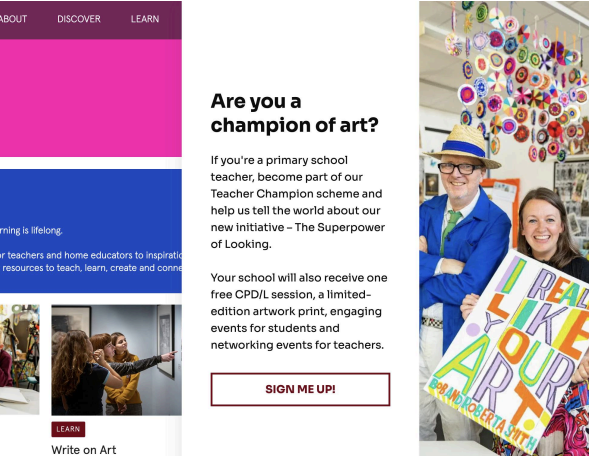 ABOUT DISCOVER LEARN
rning is lifelong.
or teachers and home educators to inspiratio
resources to teach, learn, create and conne
LEARN
Write on Art
Are you a
champion of art?
If you're a primary school
teacher, become part of our
Teacher Champion scheme and
help us tell the world about our
new initiative – The Superpower
of Looking.
Your school will also receive one
free CPD/L session, a limited-
edition artwork print, engaging
events for students and
networking events for teachers.
SIGN ME UP!
I REAL
LIKE
YOUR
ART.
BOB AND ROBERTA SMITH